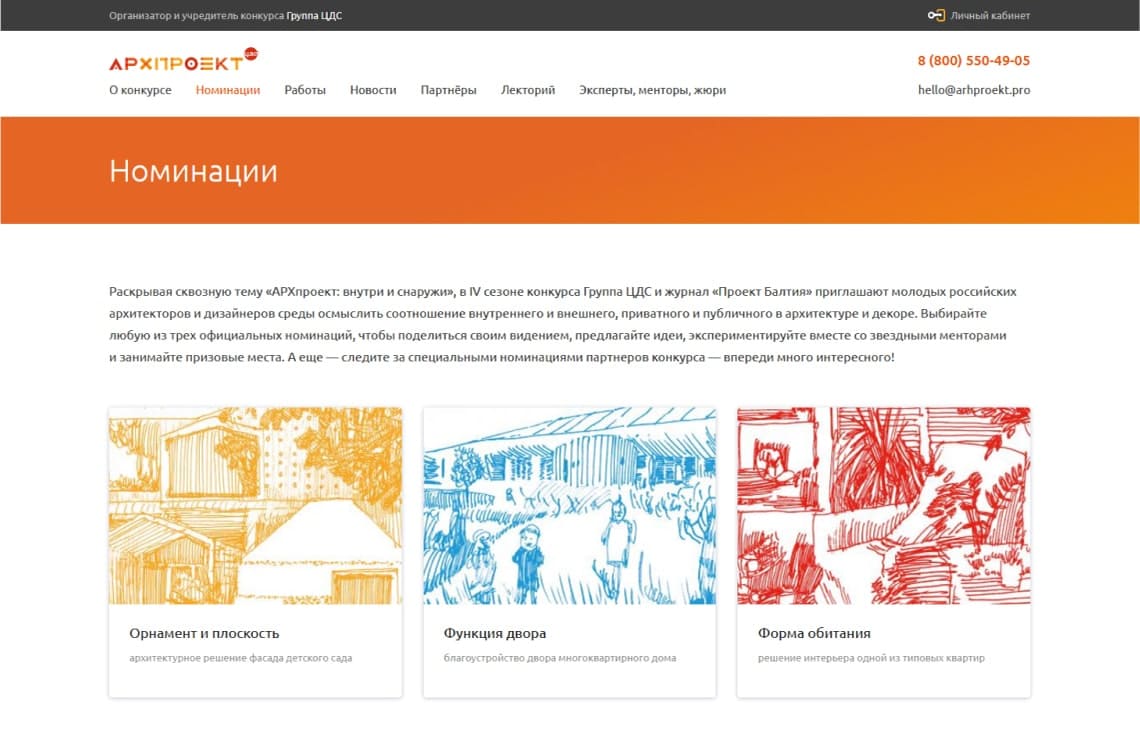 Организатор и учредитель конкурса Группа ЦДС
Личный кабинет
АРХПРОЕКТ
ЦДС
8 (800) 550-49-05
О конкурсе Номинации Работы Новости Партнёры Лекторий Эксперты, менторы, жюри
hello@arhproekt.pro
Номинации
Раскрывая сквозную тему «АРХпроект: внутри и снаружи», в IV сезоне конкурса Группа ЦДС и журнал «Проект Балтия» приглашают молодых российских
архитекторов и дизайнеров среды осмыслить соотношение внутреннего и внешнего, приватного и публичного в архитектуре и декоре. Выбирайте
любую из трех официальных номинаций, чтобы поделиться своим видением, предлагайте идеи, экспериментируйте вместе со звездными менторами
и занимайте призовые места. А еще — следите за специальными номинациями партнеров конкурса — впереди много интересного!
Орнамент и плоскость
архитектурное решение фасада детского сада
Функция двора
благоустройство двора многоквартирного дома
Форма обитания
решение интерьера одной из типовых квартир